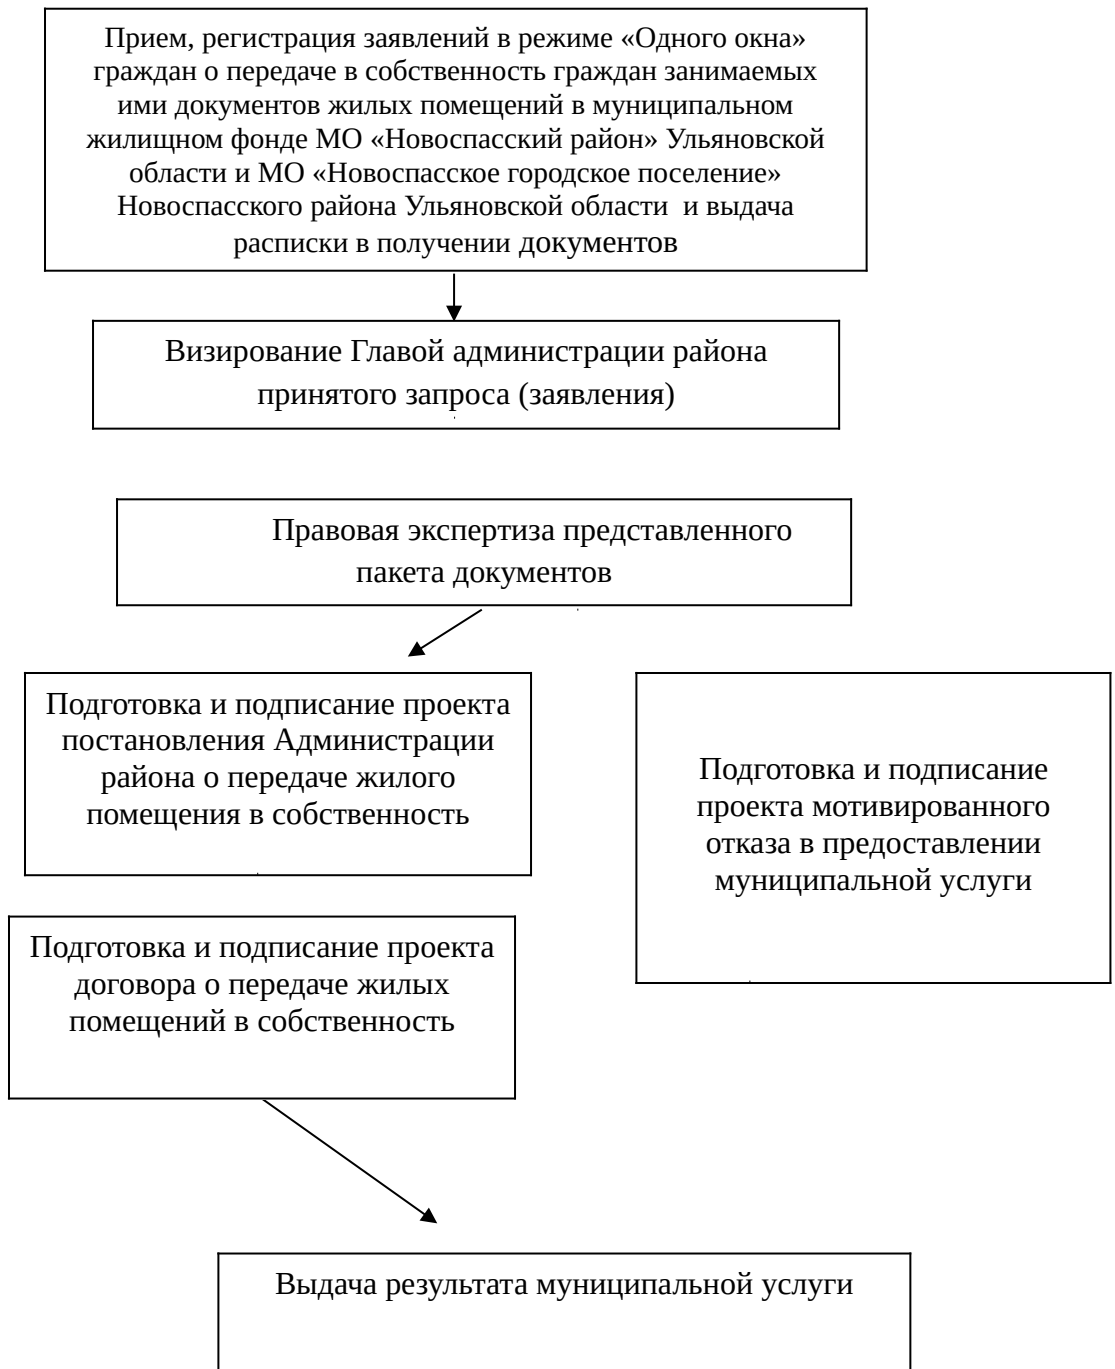 Прием, регистрация заявлений в режиме «Одного окна»
граждан о передаче в собственность граждан занимаемых
ими документов жилых помещений в муниципальном
жилищном фонде МО «Новоспасский район» Ульяновской
области и МО «Новоспасское городское поселение»
Новоспасского района Ульяновской области и выдача
расписки в получении документов
Визирование Главой администрации района
принятого запроса (заявления)
Правовая экспертиза представленного
пакета документов
Подготовка и подписание проекта
постановления Администрации
района о передаче жилого
помещения в собственность
Подготовка и подписание
проекта мотивированного
отказа в предоставлении
муниципальной услуги
Подготовка и подписание проекта
договора о передаче жилых
помещений в собственность
Выдача результата муниципальной услуги